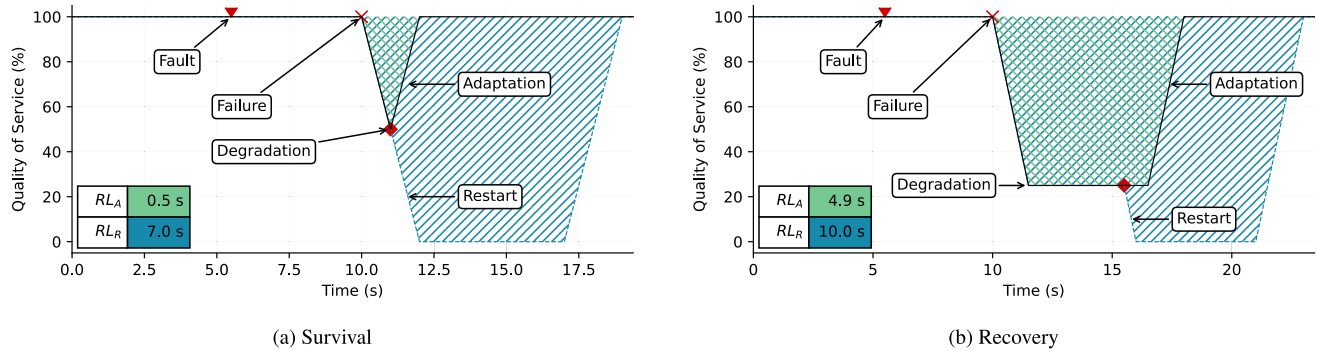 100
80
60
40
20
0
Quality of Service (%)
Fault
Failure
Degradation
Adaptation
Restart
RL_A 0.5 s
RL_R 7.0 s
0.0 2.5 5.0 7.5 10.0 12.5 15.0 17.5
Time (s)
(a) Survival
100
80
60
40
20
0
Quality of Service (%)
Fault
Failure
Degradation
Adaptation
Restart
RL_A 4.9 s
RL_R 10.0 s
0 5 10 15 20
Time (s)
(b) Recovery